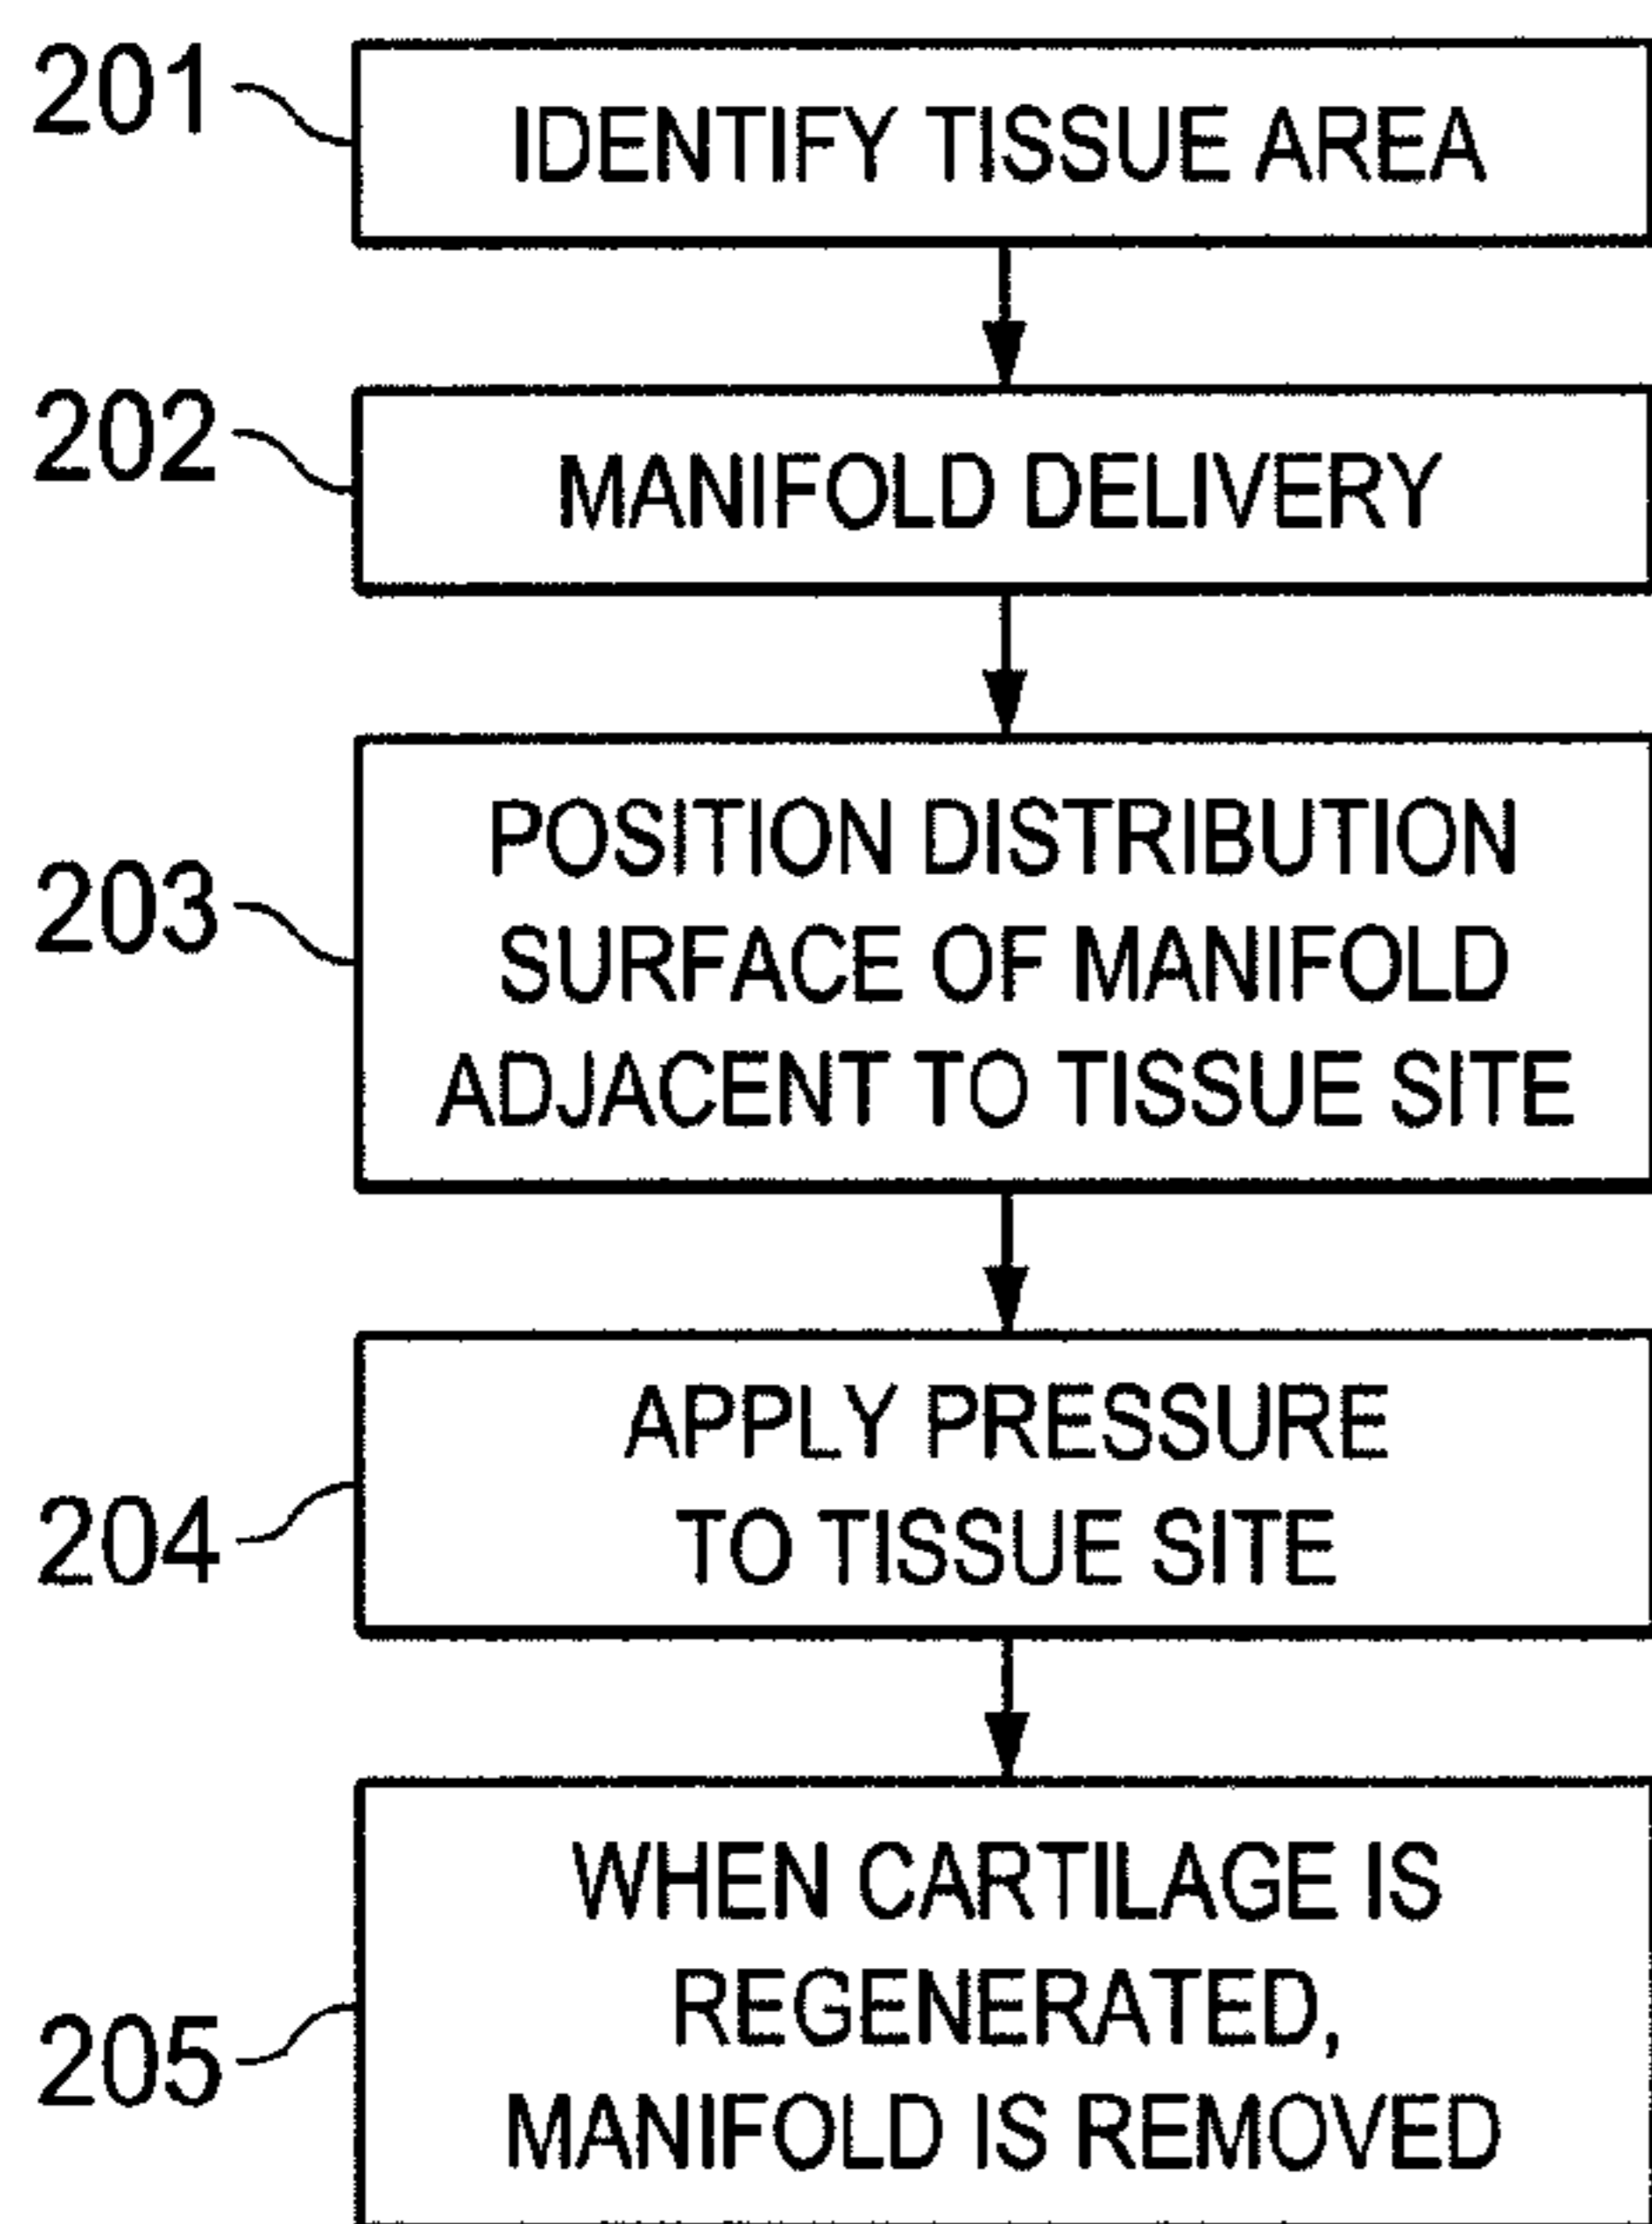 201
IDENTIFY TISSUE AREA
202
MANIFOLD DELIVERY
203
POSITION DISTRIBUTION
SURFACE OF MANIFOLD
ADJACENT TO TISSUE SITE
204
APPLY PRESSURE
TO TISSUE SITE
205
WHEN CARTILAGE IS
REGENERATED,
MANIFOLD IS REMOVED